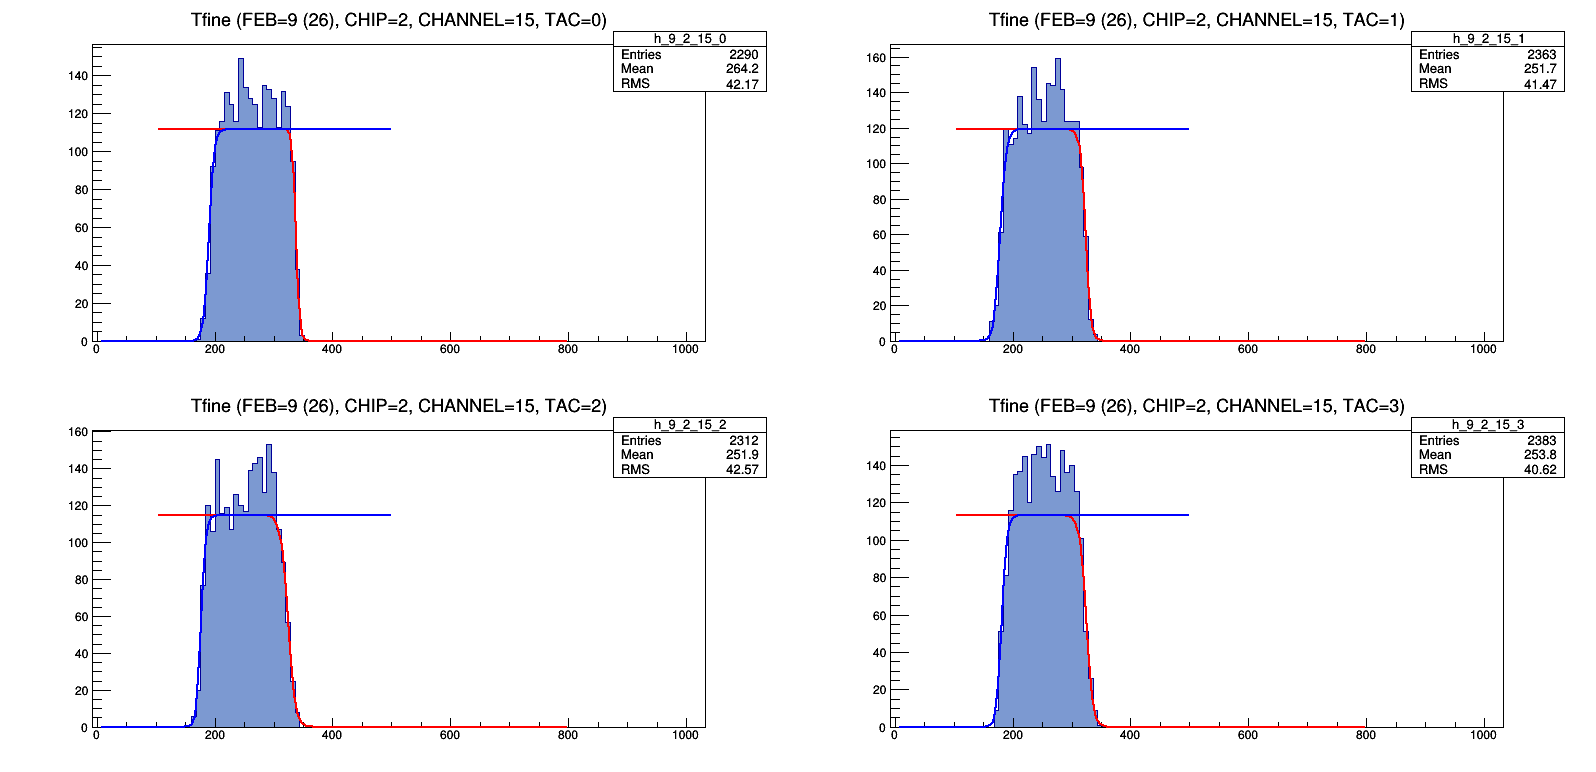 Tfine (FEB=9 (26), CHIP=2, CHANNEL=15, TAC=0)
h_9_2_15_0
Entries 2290
Mean 264.2
RMS 42.17
140
120
100
80
60
40
20
0
0 200 400 600 800 1000
Tfine (FEB=9 (26), CHIP=2, CHANNEL=15, TAC=1)
h_9_2_15_1
Entries 2363
Mean 251.7
RMS 41.47
160
140
120
100
80
60
40
20
0
0 200 400 600 800 1000
Tfine (FEB=9 (26), CHIP=2, CHANNEL=15, TAC=2)
h_9_2_15_2
Entries 2312
Mean 251.9
RMS 42.57
160
140
120
100
80
60
40
20
0
0 200 400 600 800 1000
Tfine (FEB=9 (26), CHIP=2, CHANNEL=15, TAC=3)
h_9_2_15_3
Entries 2383
Mean 253.8
RMS 40.62
140
120
100
80
60
40
20
0
0 200 400 600 800 1000